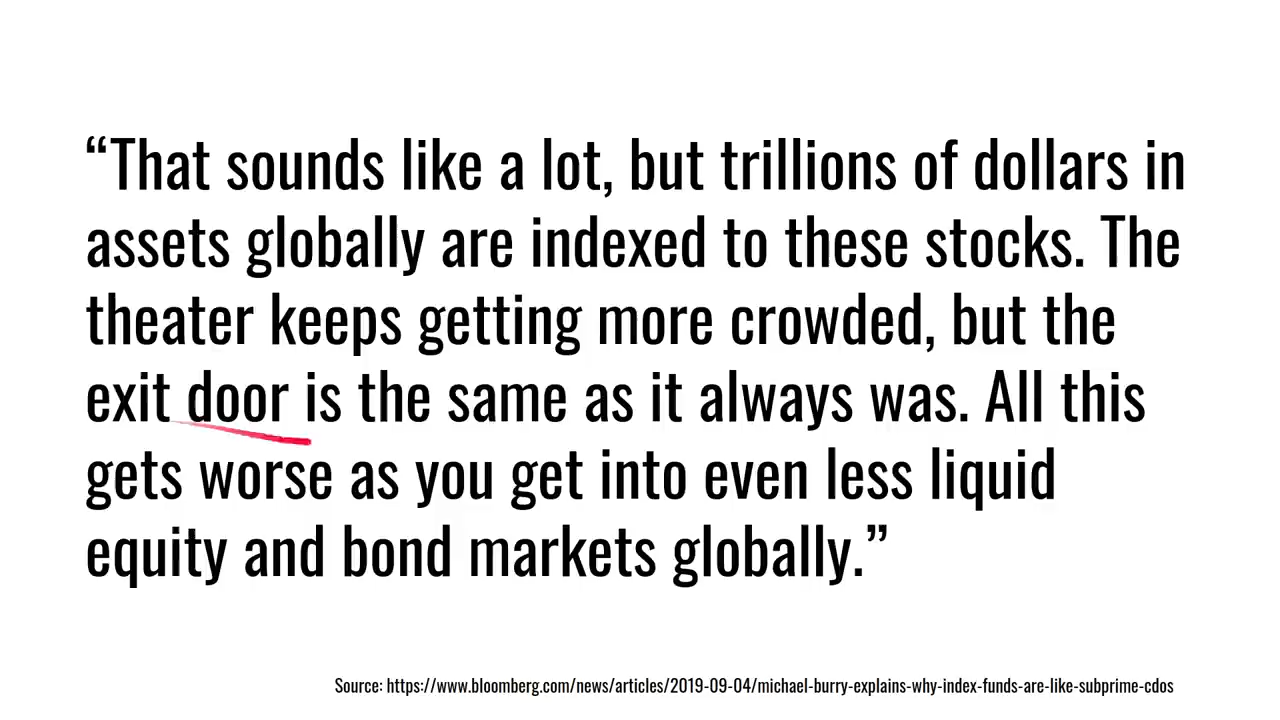 “That sounds like a lot, but trillions of dollars in
assets globally are indexed to these stocks. The
theater keeps getting more crowded, but the
exit door is the same as it always was. All this
gets worse as you get into even less liquid
equity and bond markets globally.”
Source: https://www.bloomberg.com/news/articles/2019-09-04/michael-burry-explains-why-index-funds-are-like-subprime-cdos